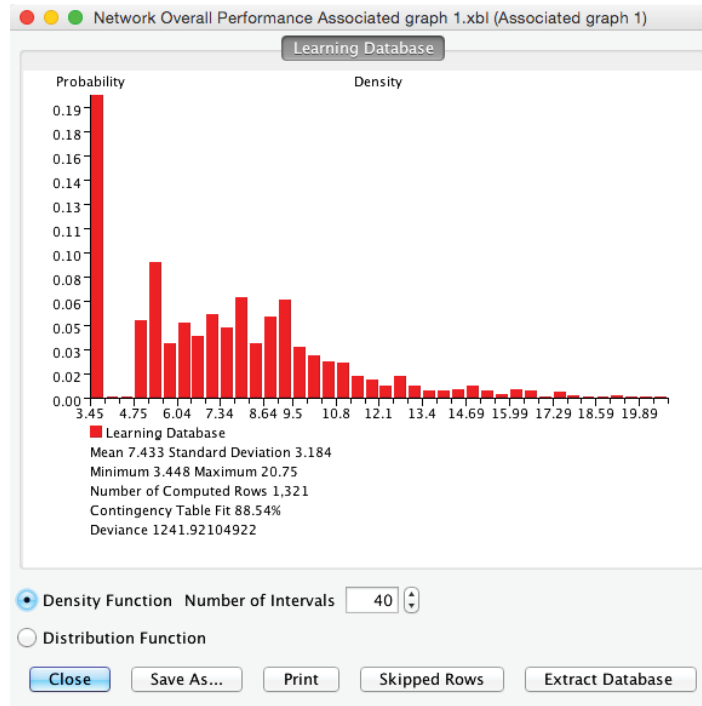 Network Overall Performance Associated graph 1.xbl (Associated graph 1)
Learning Database
Probability Density
0.19
0.18
0.16
0.14
0.13
0.11
0.10
0.08
0.06
0.05
0.03
0.02
0.00
3.45 4.75 6.04 7.34 8.64 9.5 10.8 12.1 13.4 14.69 15.99 17.29 18.59 19.89
Learning Database
Mean 7.433 Standard Deviation 3.184
Minimum 3.448 Maximum 20.75
Number of Computed Rows 1,321
Contingency Table Fit 88.54%
Deviance 1241.92104922
Density Function Number of Intervals 40
Distribution Function
Close Save As... Print Skipped Rows Extract Database